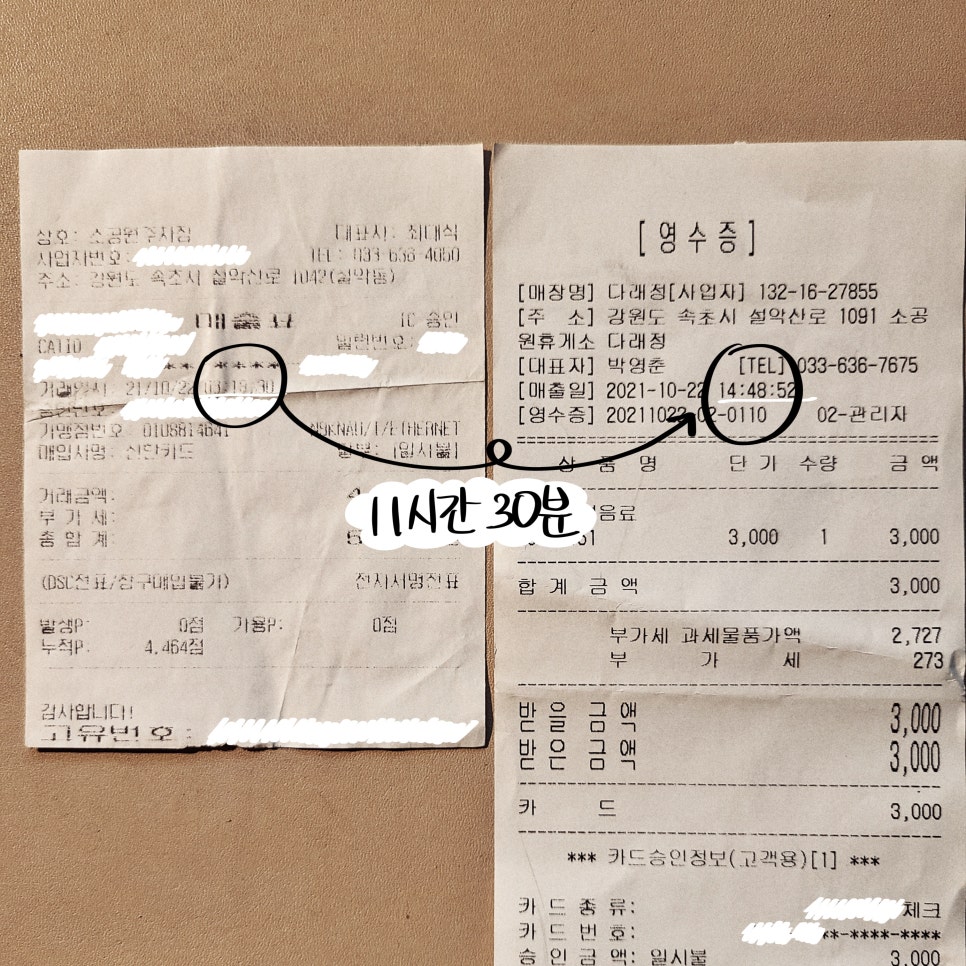 상호: 소공원주차장 대표자: 최대식
사업자번호:
TEL: 033-636-4050
주소: 강원도 속초시 설악산로 1042(설악동)
매출표 IC 승인
CATID 일련번호:
거래일시: 21/10/22 03:19:30
승인번호:
가맹점번호 0108814641
매입사명: 신한카드 할부: [일시불]
거래금액:
부 가 세:
총 합 계:
(DSC전표/청구매입불가) 전자서명전표
발생P: 0점 가용P: 0점
누적P: 4,464점
감사합니다!
고유번호 :
11시간 30분
[영수증]
[매장명] 다래정[사업자] 132-16-27855
[주 소] 강원도 속초시 설악산로 1091 소공
원휴게소 다래정
[대표자] 박영춘 [TEL] 033-636-7675
[매출일] 2021-10-22 14:48:52
[영수증] 20211022-02-0110 02-관리자
상 품 명 단 가 수량 금 액
음료
3,000 1 3,000
합 계 금 액 3,000
부가세 과세물품가액 2,727
부 가 세 273
받 을 금 액 3,000
받 은 금 액 3,000
카 드 3,000
*** 카드승인정보(고객용)[1] ***
카 드 종 류: 체크
카 드 번 호: **-****-****
승 인 금 액: 일시불 3,000